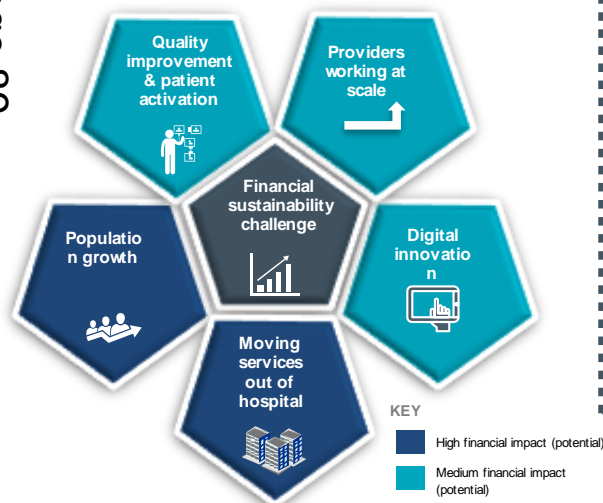 Quality
improvement
& patient
activation
Providers
working at
scale
Financial
sustainability
challenge
Populatio
n growth
Digital
innovatio
n
Moving
services
out of
hospital
KEY
High financial impact (potential)
Medium financial impact
(potential)